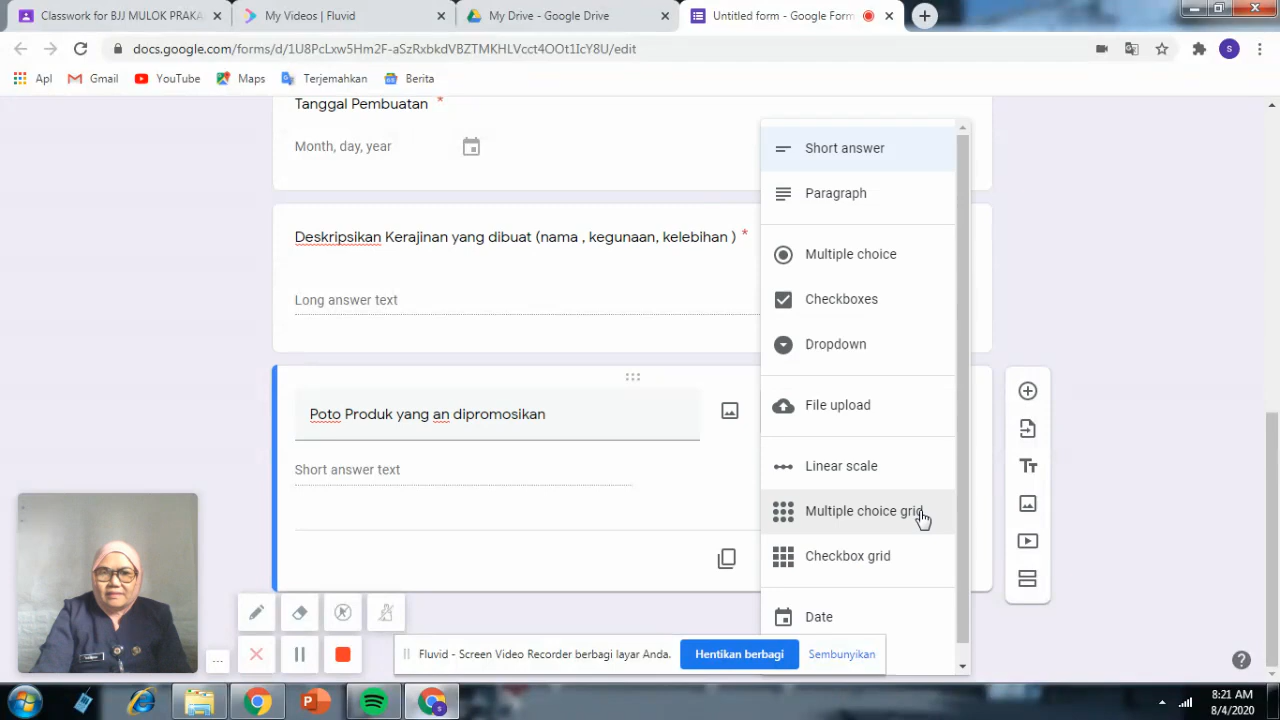 Classwork for BJJ MULOK PRAKA
My Videos | Fluvid
My Drive - Google Drive
Untitled form - Google Form
docs.google.com/forms/d/1U8PcLxw5Hm2F-aSzRxbkdVBZTMKHLVcct4OOt1IcY8U/edit
S
Apl
Gmail
YouTube
Maps
Terjemahkan
Berita
Tanggal Pembuatan *
Month, day, year
Short answer
Paragraph
Deskripsikan Kerajinan yang dibuat (nama , kegunaan, kelebihan ) *
Multiple choice
Long answer text
Checkboxes
Dropdown
Poto Produk yang an dipromosikan
File upload
Short answer text
Linear scale
Multiple choice grid
Checkbox grid
Date
...
Fluvid - Screen Video Recorder berbagi layar Anda.
Hentikan berbagi
Sembunyikan
8:21 AM
8/4/2020